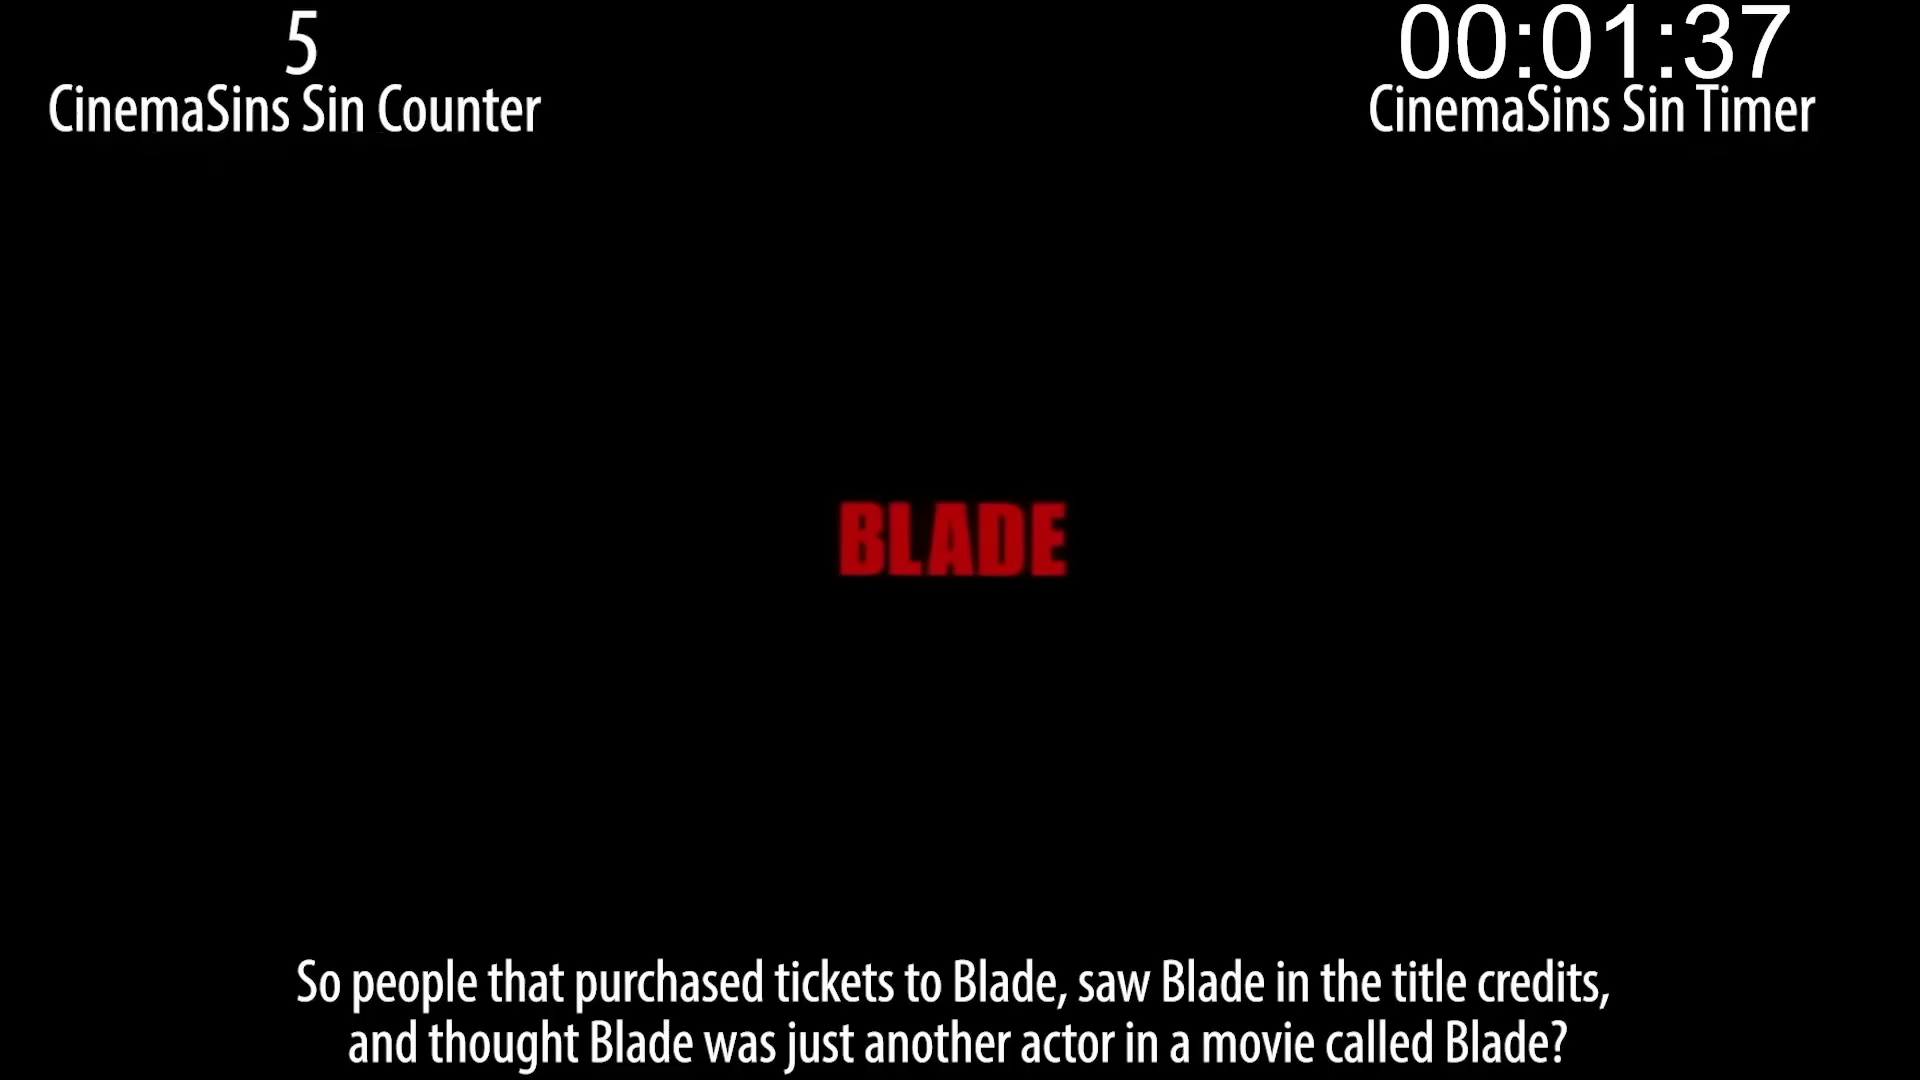 5
CinemaSins Sin Counter
00:01:37
CinemaSins Sin Timer
BLADE
So people that purchased tickets to Blade, saw Blade in the title credits,
and thought Blade was just another actor in a movie called Blade?